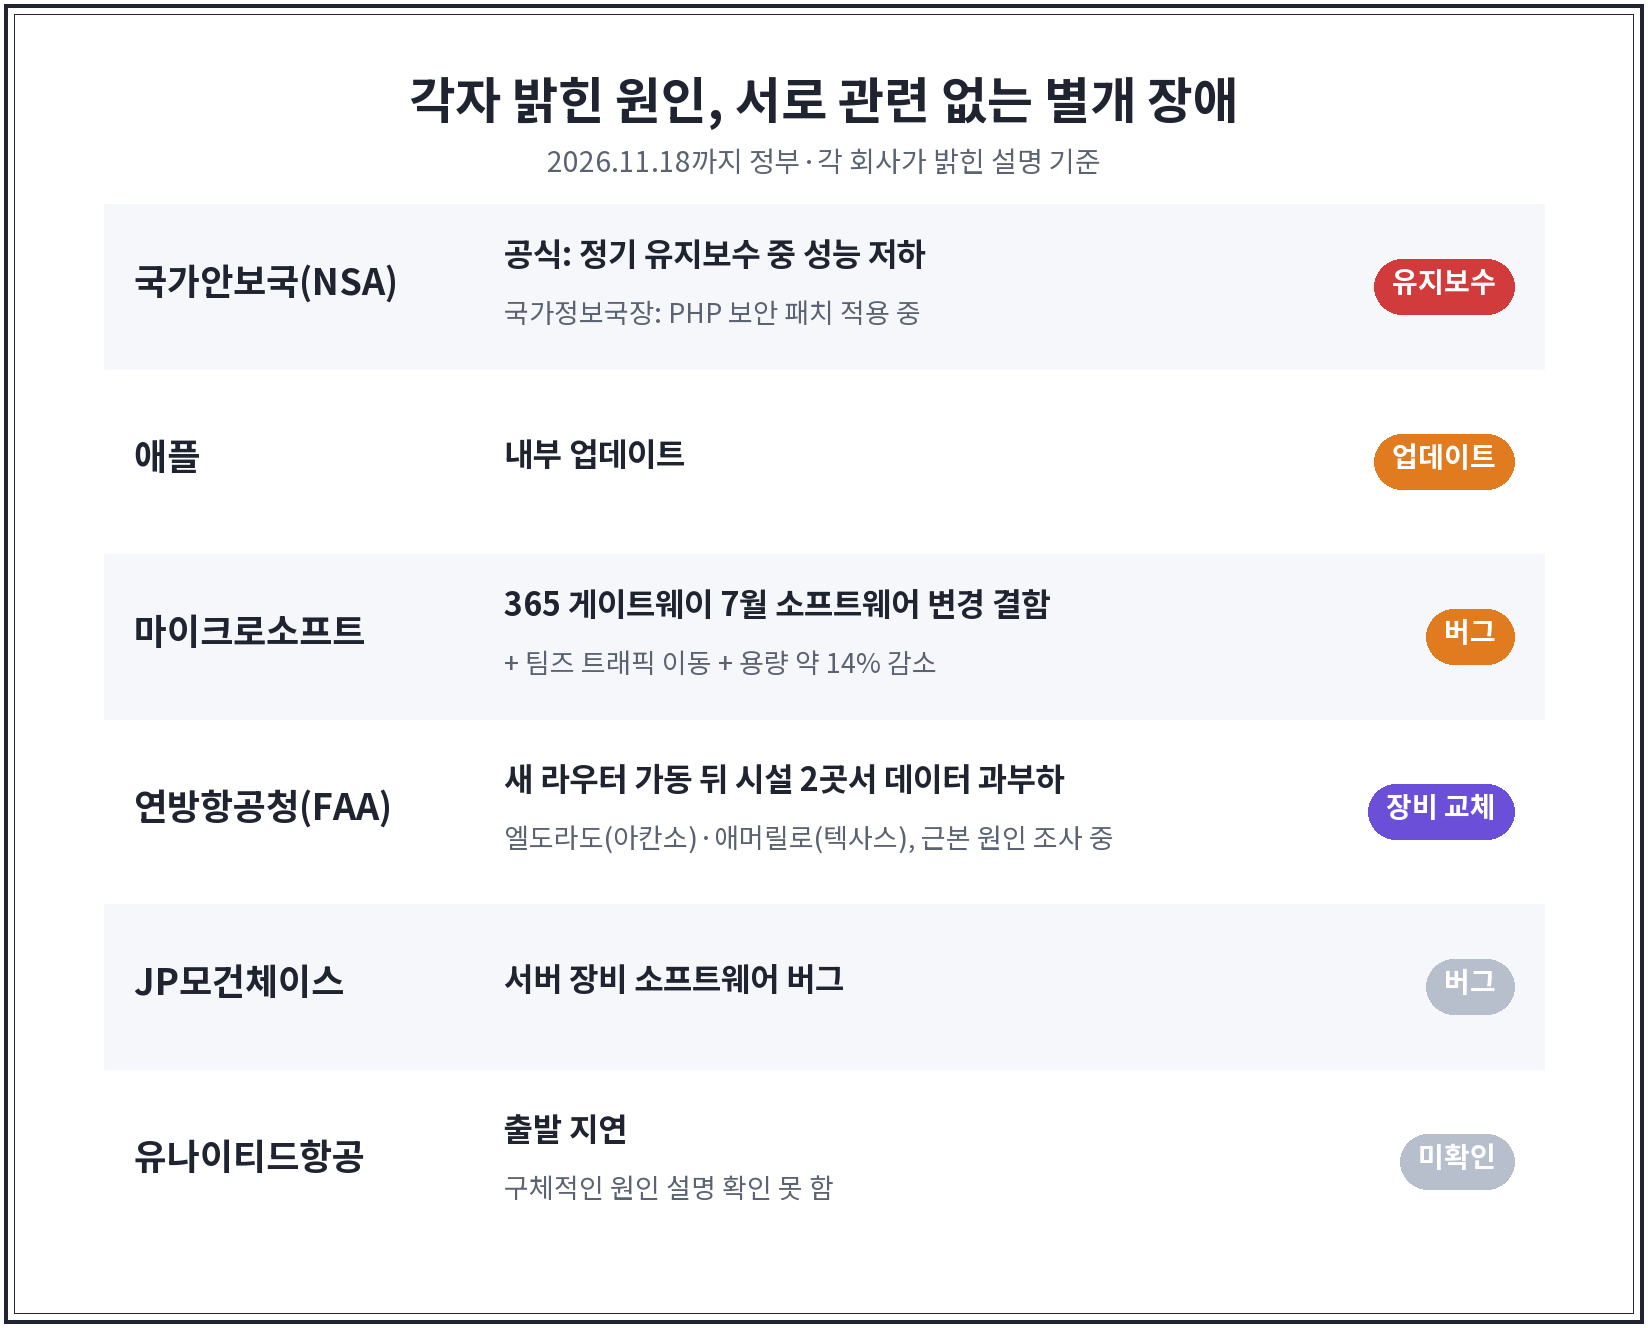 각자 밝힌 원인, 서로 관련 없는 별개 장애
2026.11.18까지 정부·각 회사가 밝힌 설명 기준
국가안보국(NSA)
공식: 정기 유지보수 중 성능 저하
국가정보국장: PHP 보안 패치 적용 중
유지보수
애플
내부 업데이트
업데이트
마이크로소프트
365 게이트웨이 7월 소프트웨어 변경 결함
+ 팀즈 트래픽 이동 + 용량 약 14% 감소
버그
연방항공청(FAA)
새 라우터 가동 뒤 시설 2곳서 데이터 과부하
엘도라도(아칸소)·애머릴로(텍사스), 근본 원인 조사 중
장비 교체
JP모건체이스
서버 장비 소프트웨어 버그
버그
유나이티드항공
출발 지연
구체적인 원인 설명 확인 못 함
미확인